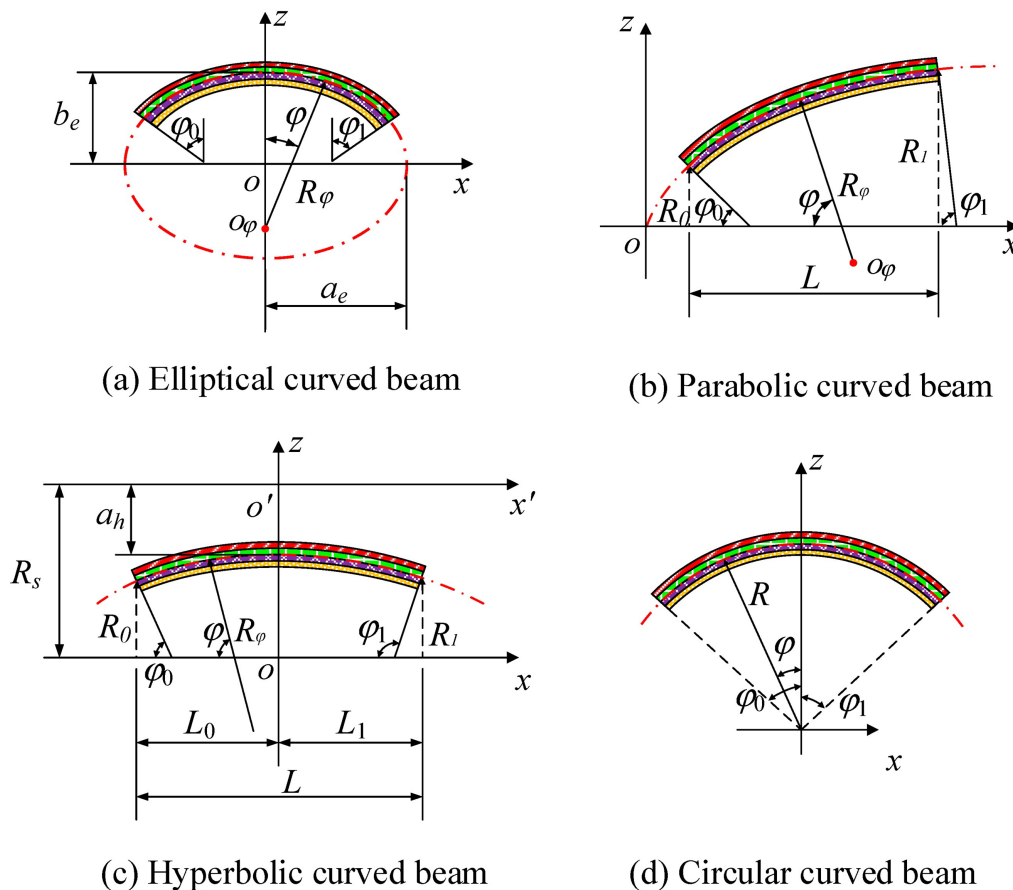 z
b_e
φ_0
φ
φ_1
o
x
R_φ
o_φ
a_e
(a) Elliptical curved beam
z
R_1
R_φ
R_0
φ_0
φ
φ_1
o
x
o_φ
L
(b) Parabolic curved beam
z
a_h
o'
x'
R_s
R_0
φ_0
φ
R_φ
φ_1
R_1
o
x
L_0
L_1
L
(c) Hyperbolic curved beam
z
R
φ
φ_0
φ_1
x
(d) Circular curved beam